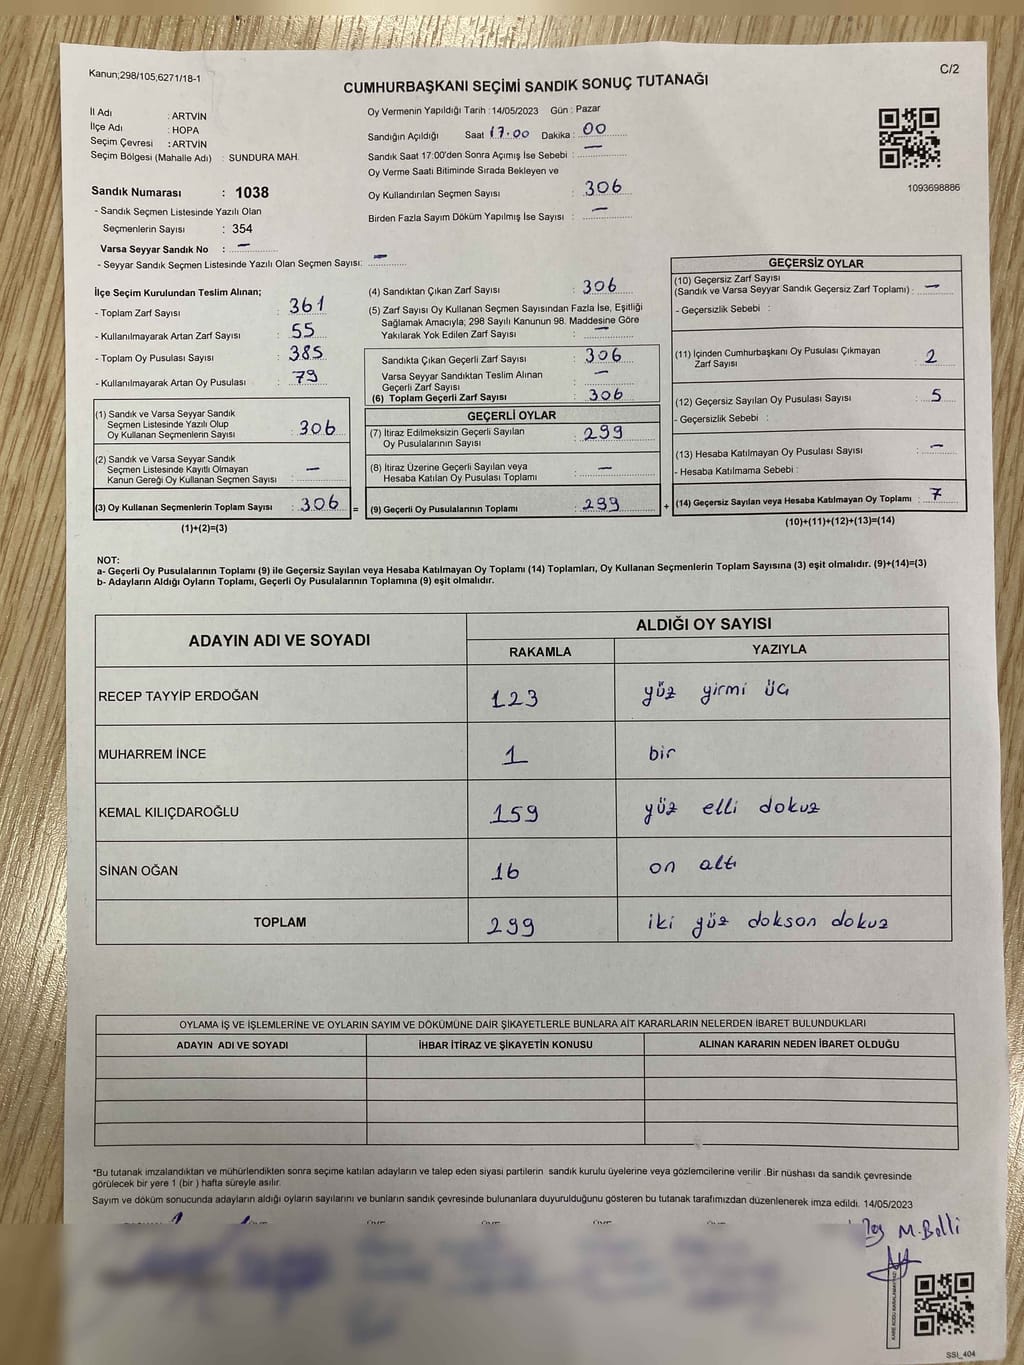 Kanun;298/105,6271/18-1
C/2
CUMHURBAŞKANI SEÇİMİ SANDIK SONUÇ TUTANAĞI
İl Adı : ARTVİN
İlçe Adı : HOPA
Seçim Çevresi : ARTVİN
Seçim Bölgesi (Mahalle Adı) : SUNDURA MAH.
Sandık Numarası : 1038
- Sandık Seçmen Listesinde Yazılı Olan
Seçmenlerin Sayısı : 354
Varsa Seyyar Sandık No : —
- Seyyar Sandık Seçmen Listesinde Yazılı Olan Seçmen Sayısı: —
Oy Vermenin Yapıldığı Tarih : 14/05/2023 Gün : Pazar
Sandığın Açıldığı Saat 17:00 Dakika : 00
Sandık Saat 17:00'den Sonra Açımış İse Sebebi : —
Oy Verme Saati Bitiminde Sırada Bekleyen ve
Oy Kullandırılan Seçmen Sayısı : 306
Birden Fazla Sayım Döküm Yapılmış İse Sayısı : —
1093698886
İlçe Seçim Kurulundan Teslim Alınan;
- Toplam Zarf Sayısı : 361
- Kullanılmayarak Artan Zarf Sayısı : 55
- Toplam Oy Pusulası Sayısı : 385
- Kullanılmayarak Artan Oy Pusulası : 79
(1) Sandık ve Varsa Seyyar Sandık
Seçmen Listesinde Yazılı Olup
Oy Kullanan Seçmenlerin Sayısı : 306
(2) Sandık ve Varsa Seyyar Sandık
Seçmen Listesinde Kayıtlı Olmayan
Kanun Gereği Oy Kullanan Seçmen Sayısı : —
(3) Oy Kullanan Seçmenlerin Toplam Sayısı : 306 =
(1)+(2)=(3)
(4) Sandıktan Çıkan Zarf Sayısı : 306
(5) Zarf Sayısı Oy Kullanan Seçmen Sayısından Fazla İse, Eşitliği
Sağlamak Amacıyla; 298 Sayılı Kanunun 98. Maddesine Göre
Yakılarak Yok Edilen Zarf Sayısı : —
Sandıkta Çıkan Geçerli Zarf Sayısı : 306
Varsa Seyyar Sandıktan Teslim Alınan
Geçerli Zarf Sayısı : —
(6) Toplam Geçerli Zarf Sayısı : 306
GEÇERLİ OYLAR
(7) İtiraz Edilmeksizin Geçerli Sayılan
Oy Pusulalarının Sayısı : 299
(8) İtiraz Üzerine Geçerli Sayılan veya
Hesaba Katılan Oy Pusulası Toplamı : —
(9) Geçerli Oy Pusulalarının Toplamı : 299 +
GEÇERSİZ OYLAR
(10) Geçersiz Zarf Sayısı
(Sandık ve Varsa Seyyar Sandık Geçersiz Zarf Toplamı) : —
- Geçersizlik Sebebi :
(11) İçinden Cumhurbaşkanı Oy Pusulası Çıkmayan
Zarf Sayısı : 2
(12) Geçersiz Sayılan Oy Pusulası Sayısı : 5
- Geçersizlik Sebebi :
(13) Hesaba Katılmayan Oy Pusulası Sayısı : —
- Hesaba Katılmama Sebebi :
(14) Geçersiz Sayılan veya Hesaba Katılmayan Oy Toplamı : 7
(10)+(11)+(12)+(13)=(14)
NOT:
a- Geçerli Oy Pusulalarının Toplamı (9) ile Geçersiz Sayılan veya Hesaba Katılmayan Oy Toplamı (14) Toplamları, Oy Kullanan Seçmenlerin Toplam Sayısına (3) eşit olmalıdır. (9)+(14)=(3)
b- Adayların Aldığı Oyların Toplamı, Geçerli Oy Pusulalarının Toplamına (9) eşit olmalıdır.
ADAYIN ADI VE SOYADI
ALDIĞI OY SAYISI
RAKAMLA YAZIYLA
RECEP TAYYİP ERDOĞAN 123 yüz yirmi üç
MUHARREM İNCE 1 bir
KEMAL KILIÇDAROĞLU 159 yüz elli dokuz
SİNAN OĞAN 16 on altı
TOPLAM 299 iki yüz dokson dokuz
OYLAMA İŞ VE İŞLEMLERİNE VE OYLARIN SAYIM VE DÖKÜMÜNE DAİR ŞİKAYETLERLE BUNLARA AİT KARARLARIN NELERDEN İBARET BULUNDUKLARI
ADAYIN ADI VE SOYADI İHBAR İTİRAZ VE ŞİKAYETİN KONUSU ALINAN KARARIN NEDEN İBARET OLDUĞU
*Bu tutanak imzalandıktan ve mühürlendikten sonra seçime katılan adayların ve talep eden siyasi partilerin sandık kurulu üyelerine veya gözlemcilerine verilir .Bir nüshası da sandık çevresinde
görülecek bir yere 1 (bir ) hafta süreyle asılır.
Sayım ve döküm sonucunda adayların aldığı oyların sayılarını ve bunların sandık çevresinde bulunanlara duyurulduğunu gösteren bu tutanak tarafımızdan düzenlenerek imza edildi. 14/05/2023
M.Balli
SSİ_404